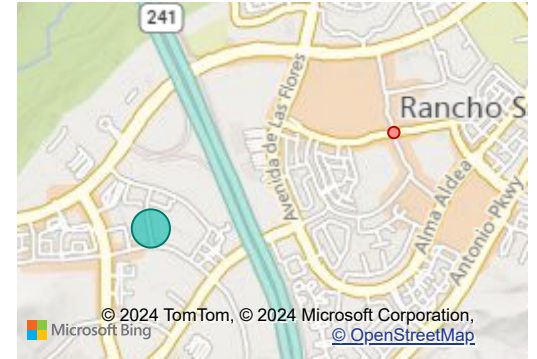 241
Avenida de Las Flores
Rancho S
Alma Aldea
Antonio Pkwy
© 2024 TomTom, © 2024 Microsoft Corporation,
Microsoft Bing
© OpenStreetMap